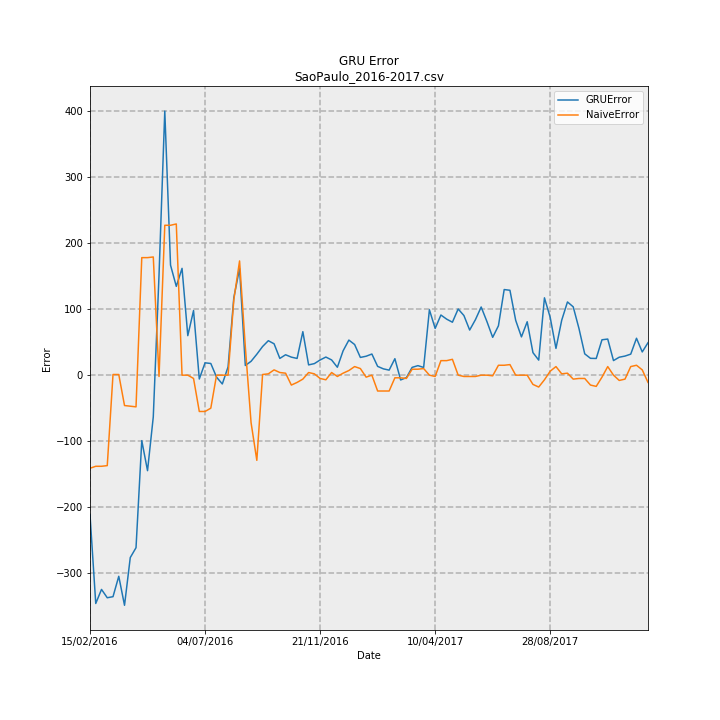 GRU Error
SaoPaulo_2016-2017.csv
GRUError
NaiveError
400
300
200
100
0
−100
−200
−300
Error
15/02/2016
04/07/2016
21/11/2016
10/04/2017
28/08/2017
Date